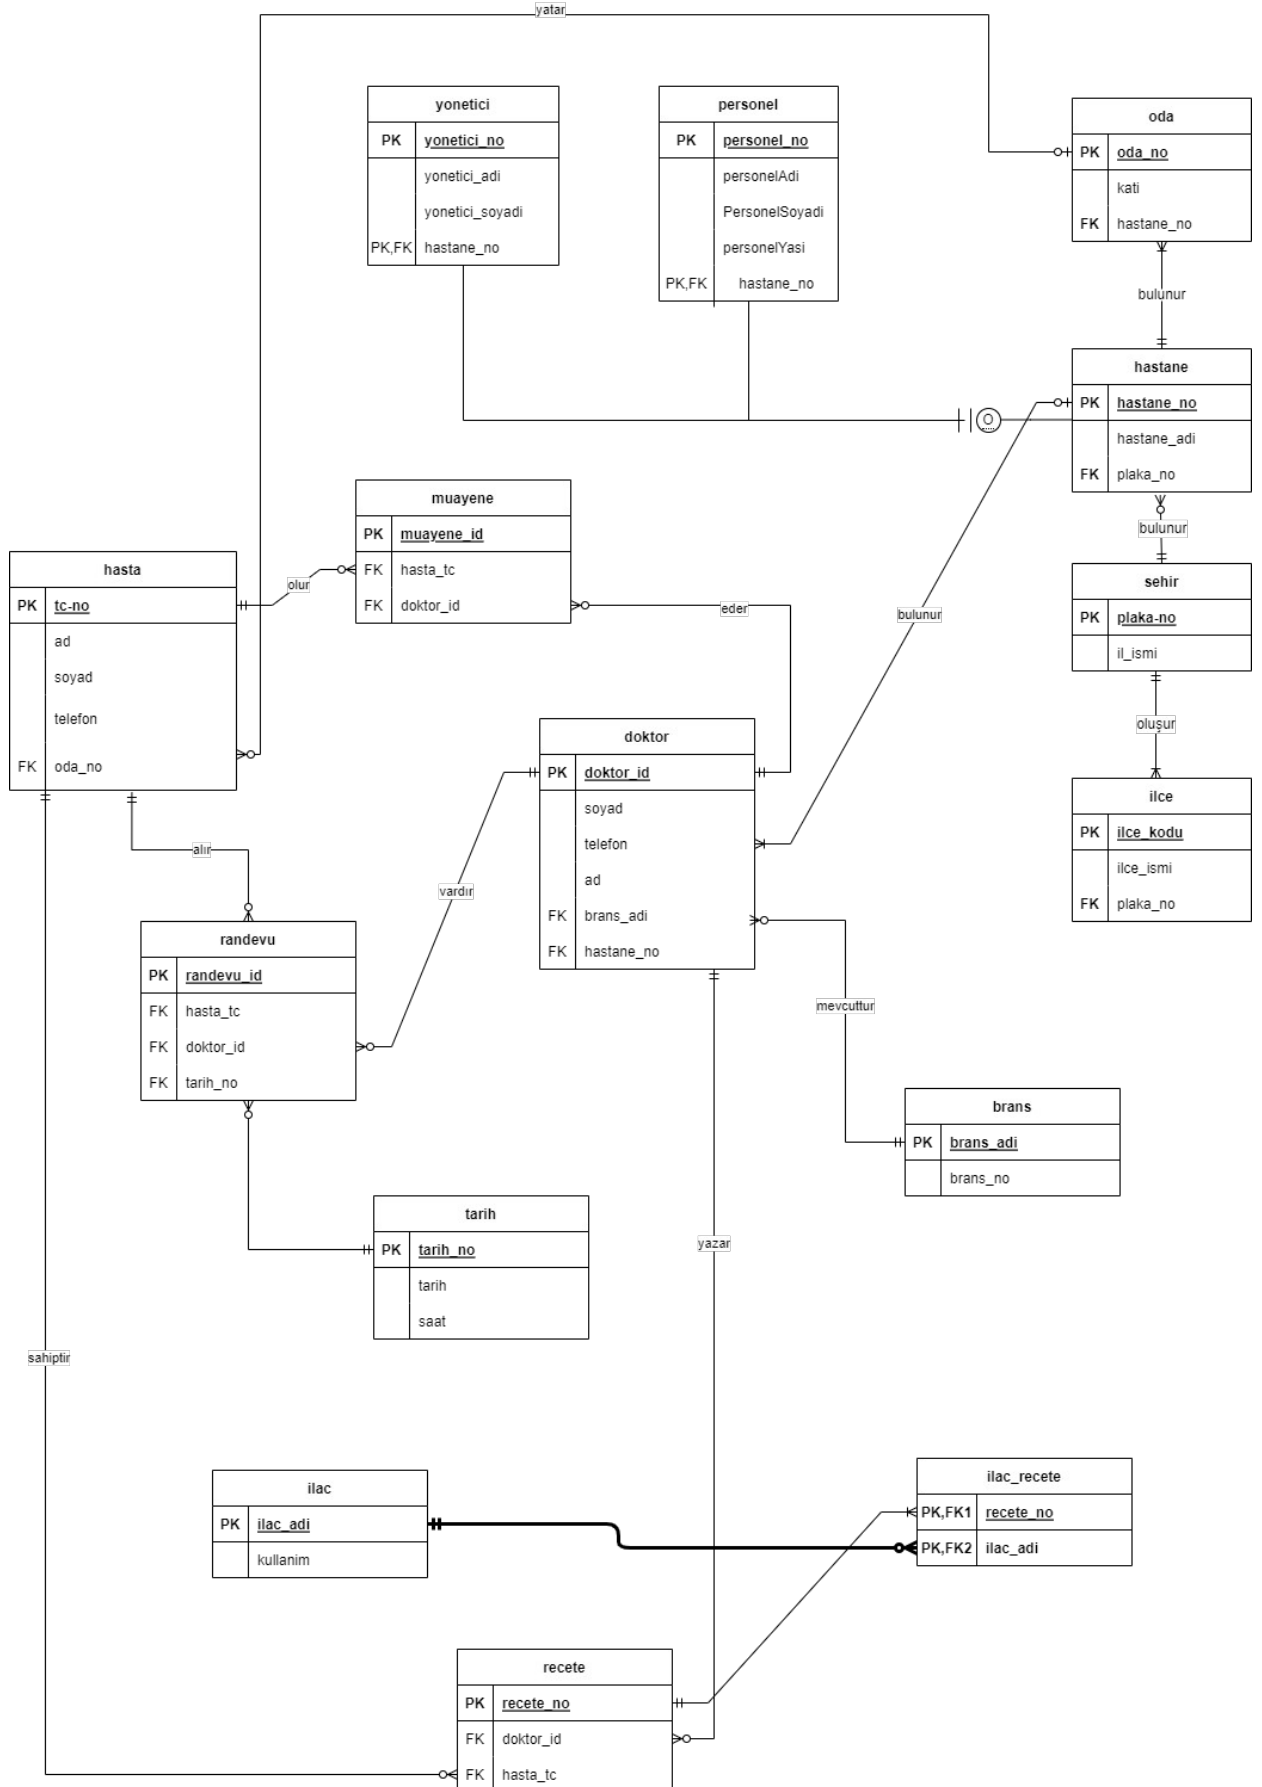 yatar
yonetici
PK yonetici_no
yonetici_adi
yonetici_soyadi
PK,FK hastane_no
personel
PK personel_no
personelAdi
PersonelSoyadi
personelYasi
PK,FK hastane_no
oda
PK oda_no
kati
FK hastane_no
bulunur
hastane
PK hastane_no
hastane_adi
FK plaka_no
O
bulunur
sehir
PK plaka-no
il_ismi
oluşur
ilce
PK ilce_kodu
ilce_ismi
FK plaka_no
muayene
PK muayene_id
FK hasta_tc
FK doktor_id
olur
eder
bulunur
hasta
PK tc-no
ad
soyad
telefon
FK oda_no
doktor
PK doktor_id
soyad
telefon
ad
FK brans_adi
FK hastane_no
alır
vardır
randevu
PK randevu_id
FK hasta_tc
FK doktor_id
FK tarih_no
mevcuttur
brans
PK brans_adi
brans_no
tarih
PK tarih_no
tarih
saat
yazar
sahiptir
ilac
PK ilac_adi
kullanim
ilac_recete
PK,FK1 recete_no
PK,FK2 ilac_adi
recete
PK recete_no
FK doktor_id
FK hasta_tc